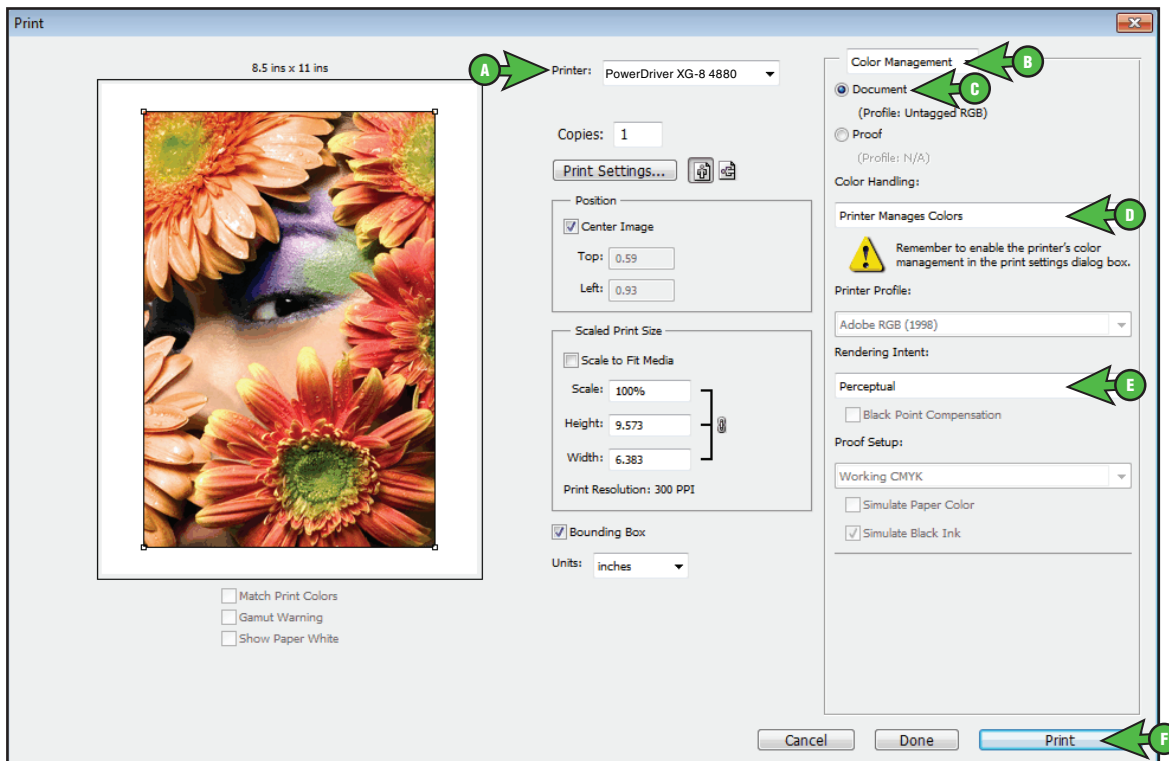 Print
8.5 ins x 11 ins
Match Print Colors
Gamut Warning
Show Paper White
A
Printer: PowerDriver XG-8 4880
Copies: 1
Print Settings...
Position
Center Image
Top: 0.59
Left: 0.93
Scaled Print Size
Scale to Fit Media
Scale: 100%
Height: 9.573
Width: 6.383
Print Resolution: 300 PPI
Bounding Box
Units: inches
Color Management B
Document C
(Profile: Untagged RGB)
Proof
(Profile: N/A)
Color Handling:
Printer Manages Colors D
Remember to enable the printer's color
management in the print settings dialog box.
Printer Profile:
Adobe RGB (1998)
Rendering Intent:
Perceptual E
Black Point Compensation
Proof Setup:
Working CMYK
Simulate Paper Color
Simulate Black Ink
Cancel Done Print F